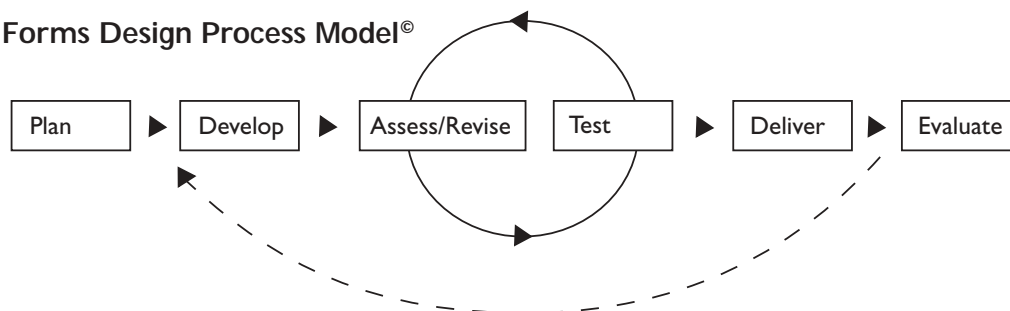 Forms Design Process Model©
Plan
Develop
Assess/Revise
Test
Deliver
Evaluate